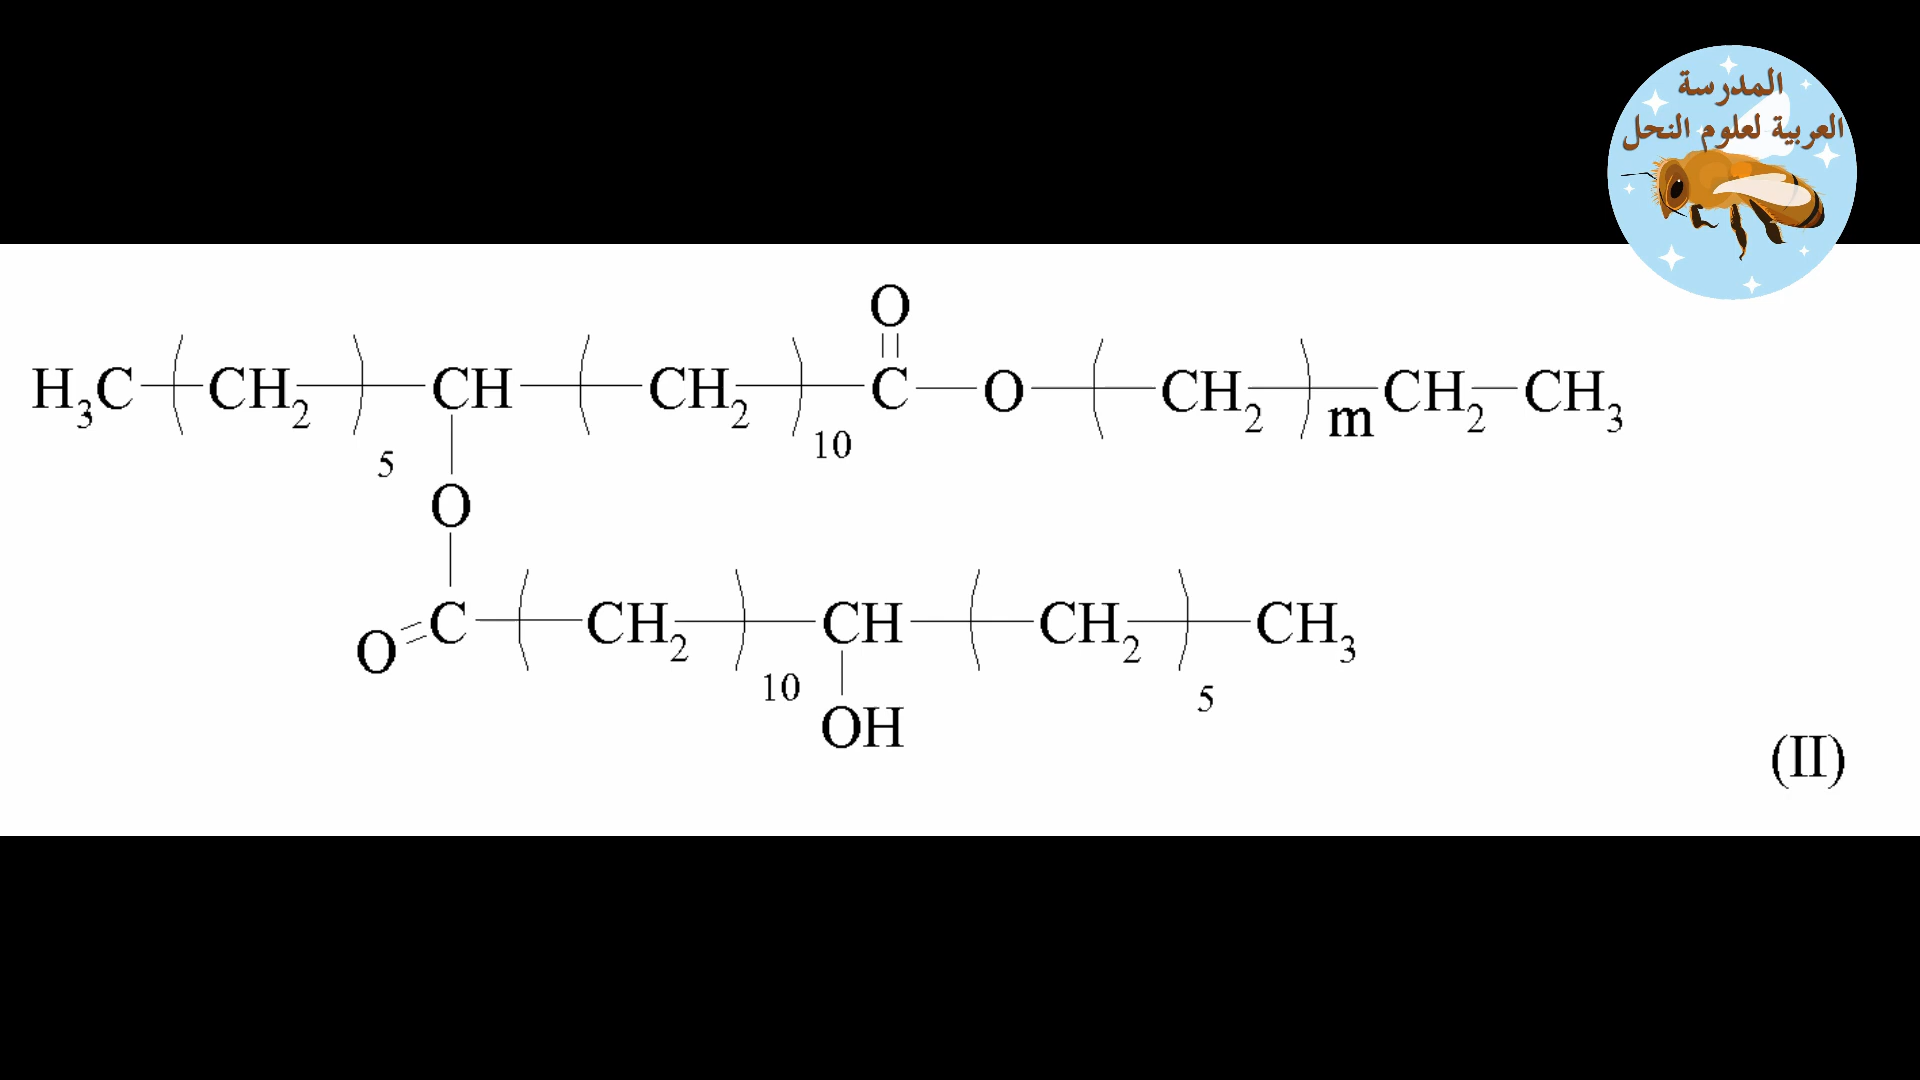 المدرسة
العربية لعلوم النحل
O
H₃C—(CH₂)₅—CH—(CH₂)₁₀—C—O—(CH₂)m—CH₂—CH₃
O
O=C—(CH₂)₁₀—CH—(CH₂)₅—CH₃
OH
(II)